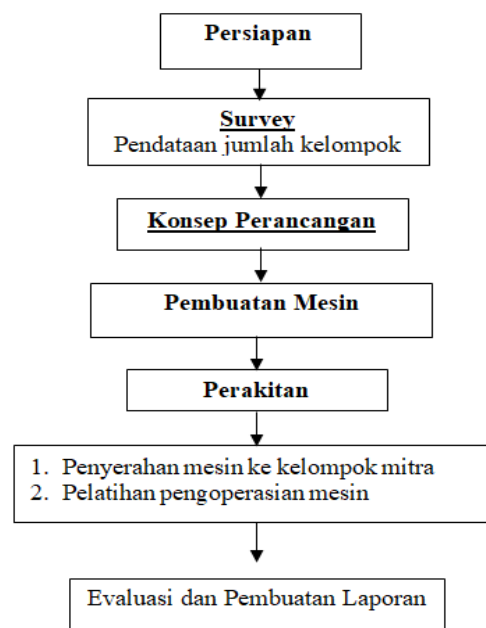 Persiapan
Survey
Pendataan jumlah kelompok
Konsep Perancangan
Pembuatan Mesin
Perakitan
1. Penyerahan mesin ke kelompok mitra
2. Pelatihan pengoperasian mesin
Evaluasi dan Pembuatan Laporan